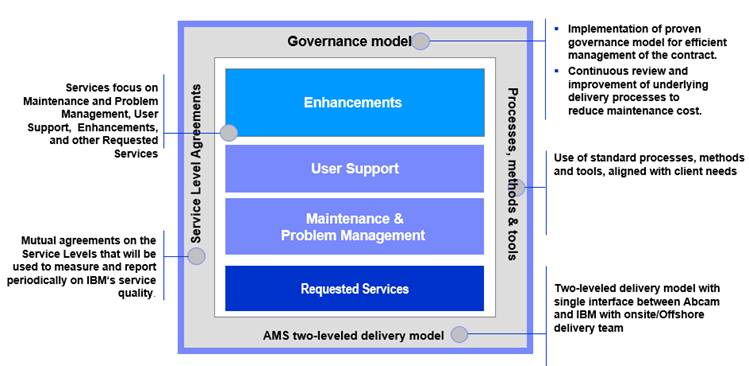 Governance model
Implementation of proven
governance model for efficient
management of the contract.
Continuous review and
improvement of underlying
delivery processes to
reduce maintenance cost.
Services focus on
Maintenance and Problem
Management, User
Support, Enhancements,
and other Requested
Services
Service Level Agreements
Enhancements
User Support
Maintenance &
Problem Management
Requested Services
Processes, methods & tools
Use of standard processes, methods
and tools, aligned with client needs
Mutual agreements on the
Service Levels that will be
used to measure and report
periodically on IBM's service
quality.
Two-leveled delivery model with
single interface between Abcam
and IBM with onsite/Offshore
delivery team
AMS two-leveled delivery model